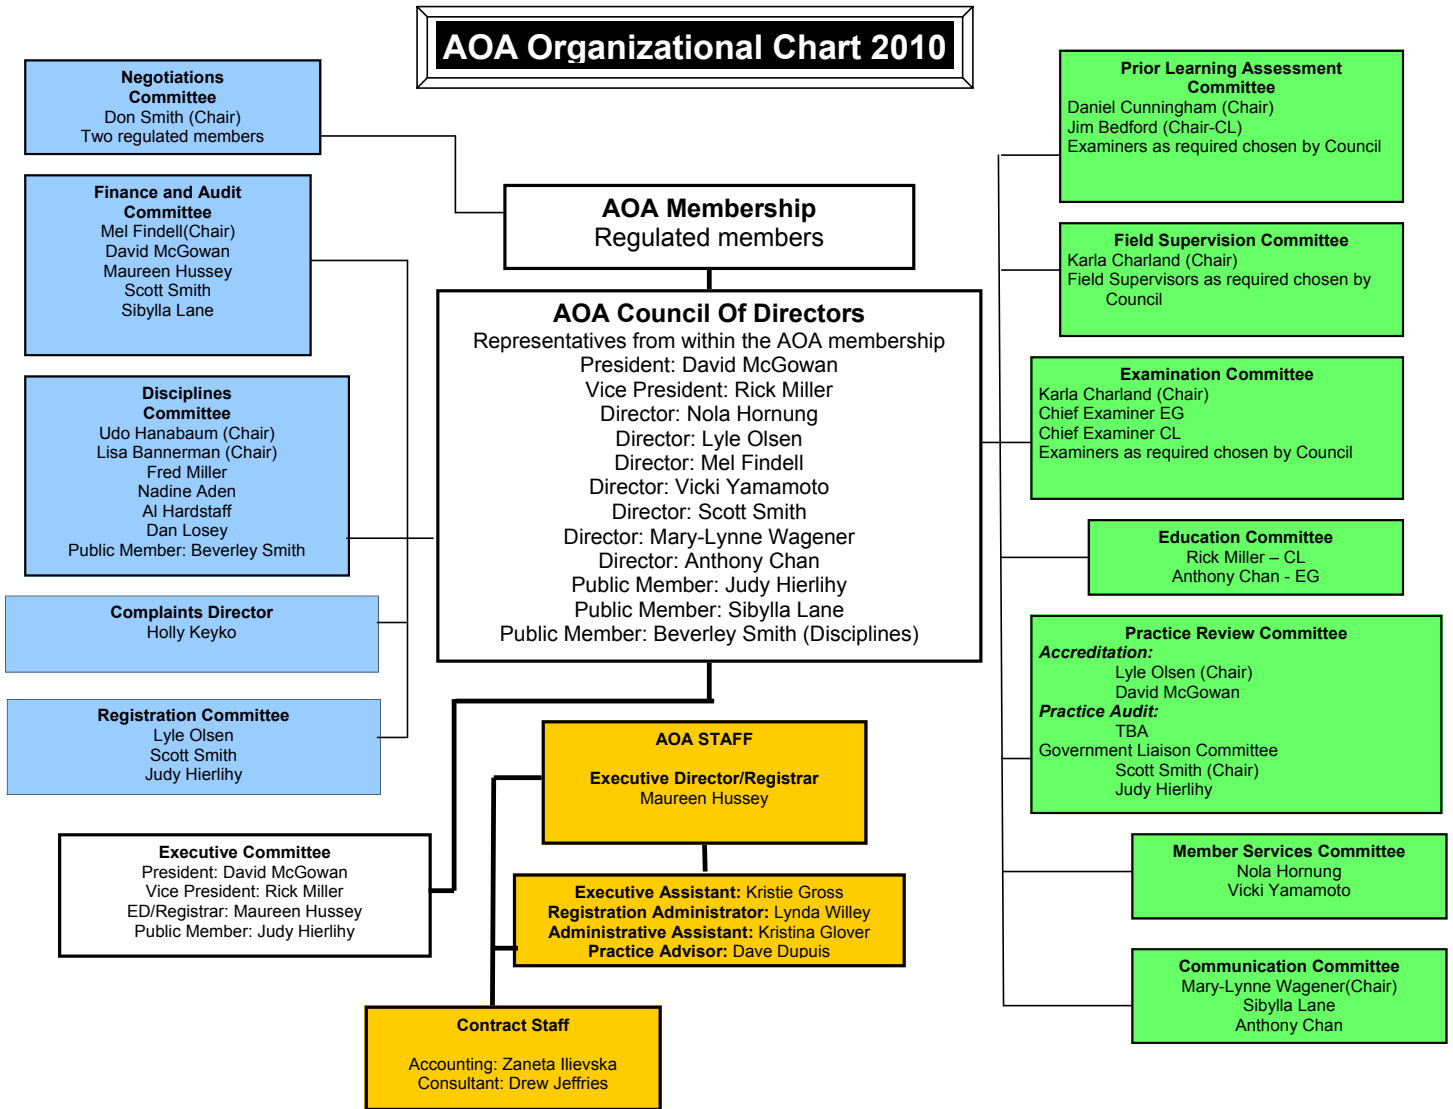 AOA Organizational Chart 2010
Negotiations
Committee
Don Smith (Chair)
Two regulated members
Finance and Audit
Committee
Mel Findell(Chair)
David McGowan
Maureen Hussey
Scott Smith
Sibylla Lane
Disciplines
Committee
Udo Hanabaum (Chair)
Lisa Bannerman (Chair)
Fred Miller
Nadine Aden
Al Hardstaff
Dan Losey
Public Member: Beverley Smith
Complaints Director
Holly Keyko
Registration Committee
Lyle Olsen
Scott Smith
Judy Hierlihy
AOA Membership
Regulated members
AOA Council Of Directors
Representatives from within the AOA membership
President: David McGowan
Vice President: Rick Miller
Director: Nola Hornung
Director: Lyle Olsen
Director: Mel Findell
Director: Vicki Yamamoto
Director: Scott Smith
Director: Mary-Lynne Wagener
Director: Anthony Chan
Public Member: Judy Hierlihy
Public Member: Sibylla Lane
Public Member: Beverley Smith (Disciplines)
Executive Committee
President: David McGowan
Vice President: Rick Miller
ED/Registrar: Maureen Hussey
Public Member: Judy Hierlihy
AOA STAFF
Executive Director/Registrar
Maureen Hussey
Executive Assistant: Kristie Gross
Registration Administrator: Lynda Willey
Administrative Assistant: Kristina Glover
Practice Advisor: Dave Dupuis
Contract Staff
Accounting: Zaneta Ilievska
Consultant: Drew Jeffries
Prior Learning Assessment
Committee
Daniel Cunningham (Chair)
Jim Bedford (Chair-CL)
Examiners as required chosen by Council
Field Supervision Committee
Karla Charland (Chair)
Field Supervisors as required chosen by
Council
Examination Committee
Karla Charland (Chair)
Chief Examiner EG
Chief Examiner CL
Examiners as required chosen by Council
Education Committee
Rick Miller – CL
Anthony Chan - EG
Practice Review Committee
Accreditation:
Lyle Olsen (Chair)
David McGowan
Practice Audit:
TBA
Government Liaison Committee
Scott Smith (Chair)
Judy Hierlihy
Member Services Committee
Nola Hornung
Vicki Yamamoto
Communication Committee
Mary-Lynne Wagener(Chair)
Sibylla Lane
Anthony Chan